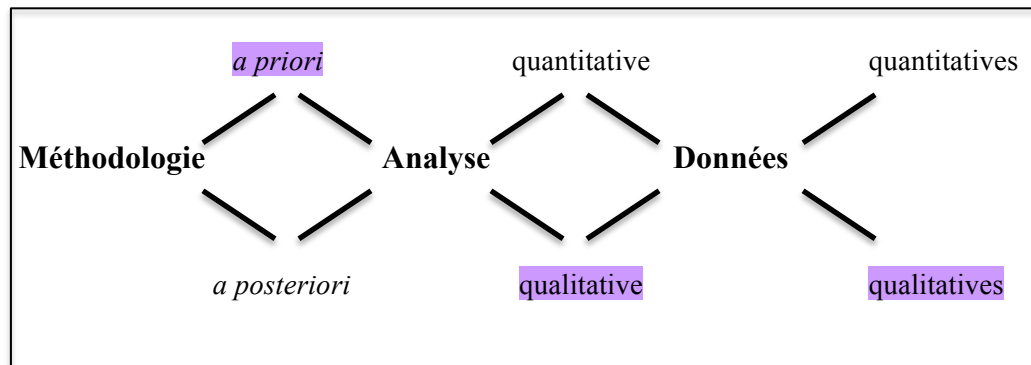 a priori quantitative quantitatives
Méthodologie Analyse Données
a posteriori qualitative qualitatives